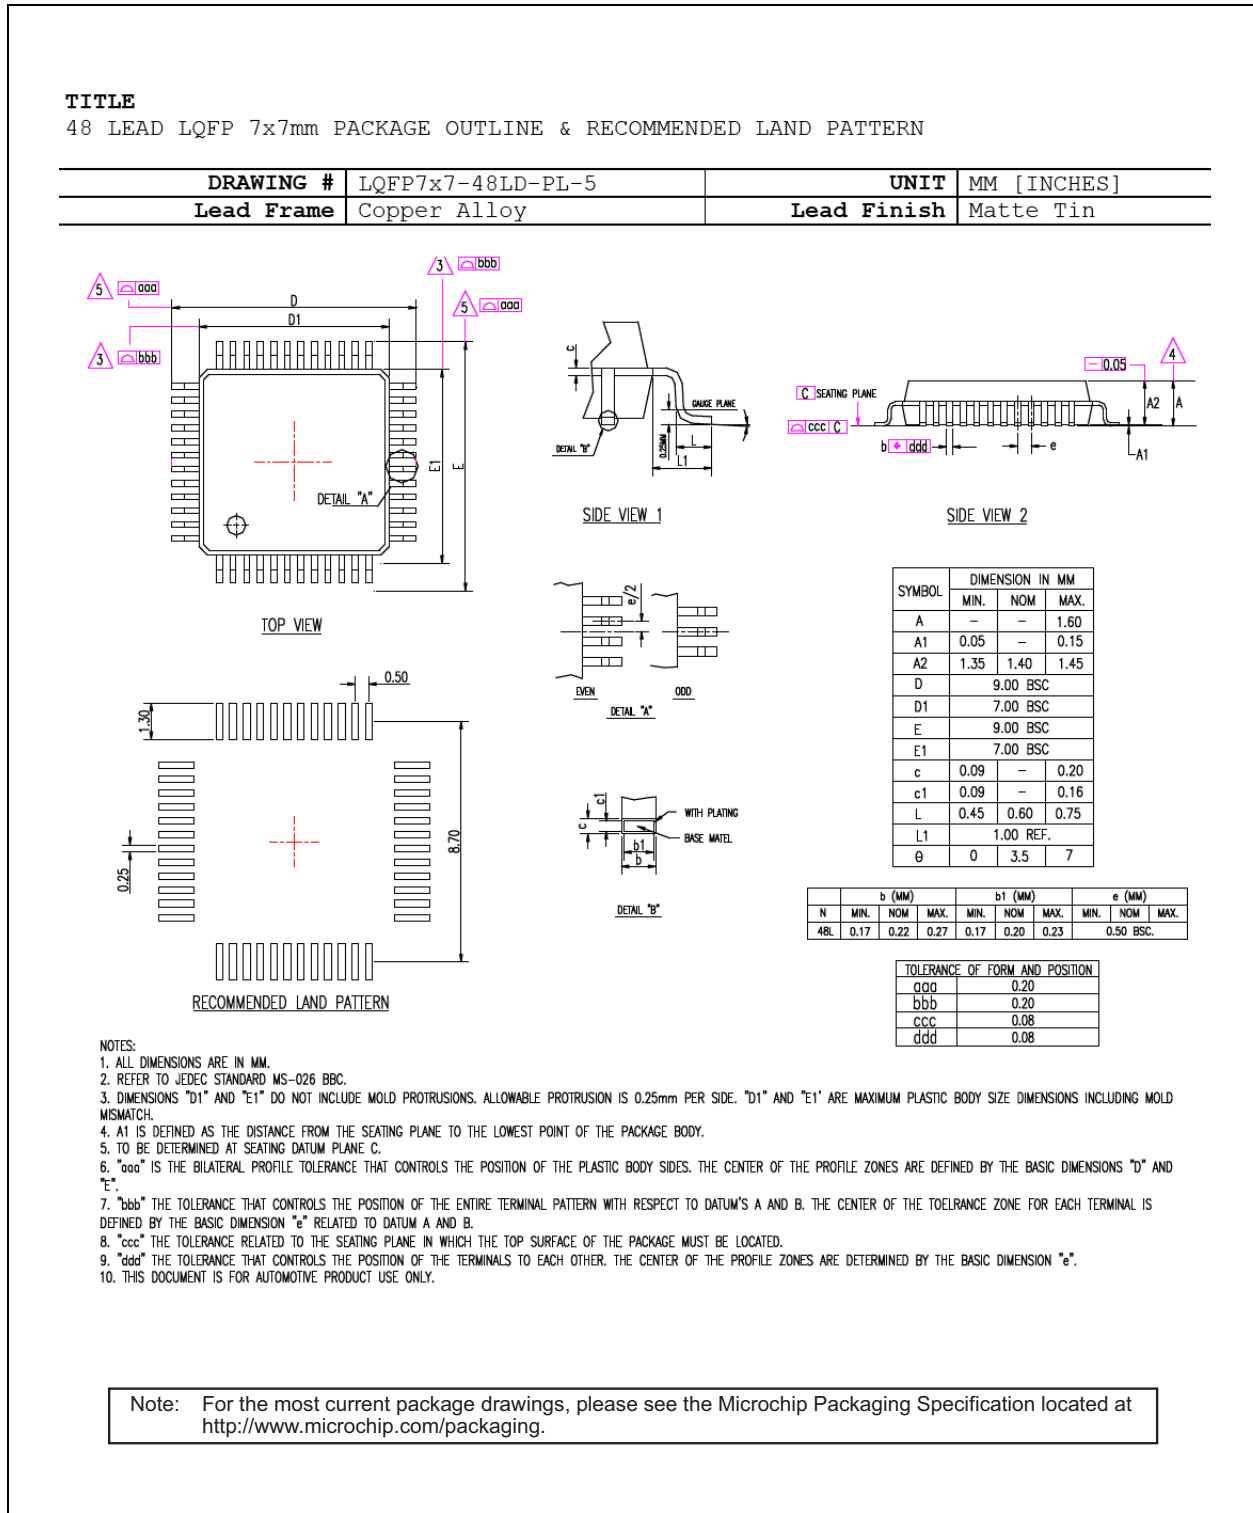 TITLE
48 LEAD LQFP 7x7mm PACKAGE OUTLINE & RECOMMENDED LAND PATTERN
DRAWING # LQFP7x7-48LD-PL-5 UNIT MM [INCHES]
Lead Frame Copper Alloy Lead Finish Matte Tin
3 bbb
5 aaa
D
5 aaa
D1
3 bbb
E1
E
DETAIL "A"
TOP VIEW
c
GAUGE PLANE
DETAIL "B"
0.25MM
L
L1
SIDE VIEW 1
4
- 0.05
C SEATING PLANE
A2 A
ccc C
b ddd
e
A1
SIDE VIEW 2
e/2
EVEN
ODD
DETAIL "A"
0.50
1.30
8.70
0.25
RECOMMENDED LAND PATTERN
c1
c
WITH PLATING
BASE MATEL
b1
b
DETAIL "B"
SYMBOL DIMENSION IN MM
MIN. NOM MAX.
A – – 1.60
A1 0.05 – 0.15
A2 1.35 1.40 1.45
D 9.00 BSC
D1 7.00 BSC
E 9.00 BSC
E1 7.00 BSC
c 0.09 – 0.20
c1 0.09 – 0.16
L 0.45 0.60 0.75
L1 1.00 REF.
θ 0 3.5 7
b (MM) b1 (MM) e (MM)
N MIN. NOM MAX. MIN. NOM MAX. MIN. NOM MAX.
48L 0.17 0.22 0.27 0.17 0.20 0.23 0.50 BSC.
TOLERANCE OF FORM AND POSITION
aaa 0.20
bbb 0.20
ccc 0.08
ddd 0.08
NOTES:
1. ALL DIMENSIONS ARE IN MM.
2. REFER TO JEDEC STANDARD MS-026 BBC.
3. DIMENSIONS "D1" AND "E1" DO NOT INCLUDE MOLD PROTRUSIONS. ALLOWABLE PROTRUSION IS 0.25mm PER SIDE. "D1" AND "E1' ARE MAXIMUM PLASTIC BODY SIZE DIMENSIONS INCLUDING MOLD
MISMATCH.
4. A1 IS DEFINED AS THE DISTANCE FROM THE SEATING PLANE TO THE LOWEST POINT OF THE PACKAGE BODY.
5. TO BE DETERMINED AT SEATING DATUM PLANE C.
6. "aaa" IS THE BILATERAL PROFILE TOLERANCE THAT CONTROLS THE POSITION OF THE PLASTIC BODY SIDES. THE CENTER OF THE PROFILE ZONES ARE DEFINED BY THE BASIC DIMENSIONS "D" AND
"E".
7. "bbb" THE TOLERANCE THAT CONTROLS THE POSITION OF THE ENTIRE TERMINAL PATTERN WITH RESPECT TO DATUM'S A AND B. THE CENTER OF THE TOELRANCE ZONE FOR EACH TERMINAL IS
DEFINED BY THE BASIC DIMENSION "e" RELATED TO DATUM A AND B.
8. "ccc" THE TOLERANCE RELATED TO THE SEATING PLANE IN WHICH THE TOP SURFACE OF THE PACKAGE MUST BE LOCATED.
9. "ddd" THE TOLERANCE THAT CONTROLS THE POSITION OF THE TERMINALS TO EACH OTHER. THE CENTER OF THE PROFILE ZONES ARE DETERMINED BY THE BASIC DIMENSION "e".
10. THIS DOCUMENT IS FOR AUTOMOTIVE PRODUCT USE ONLY.
Note: For the most current package drawings, please see the Microchip Packaging Specification located at
http://www.microchip.com/packaging.